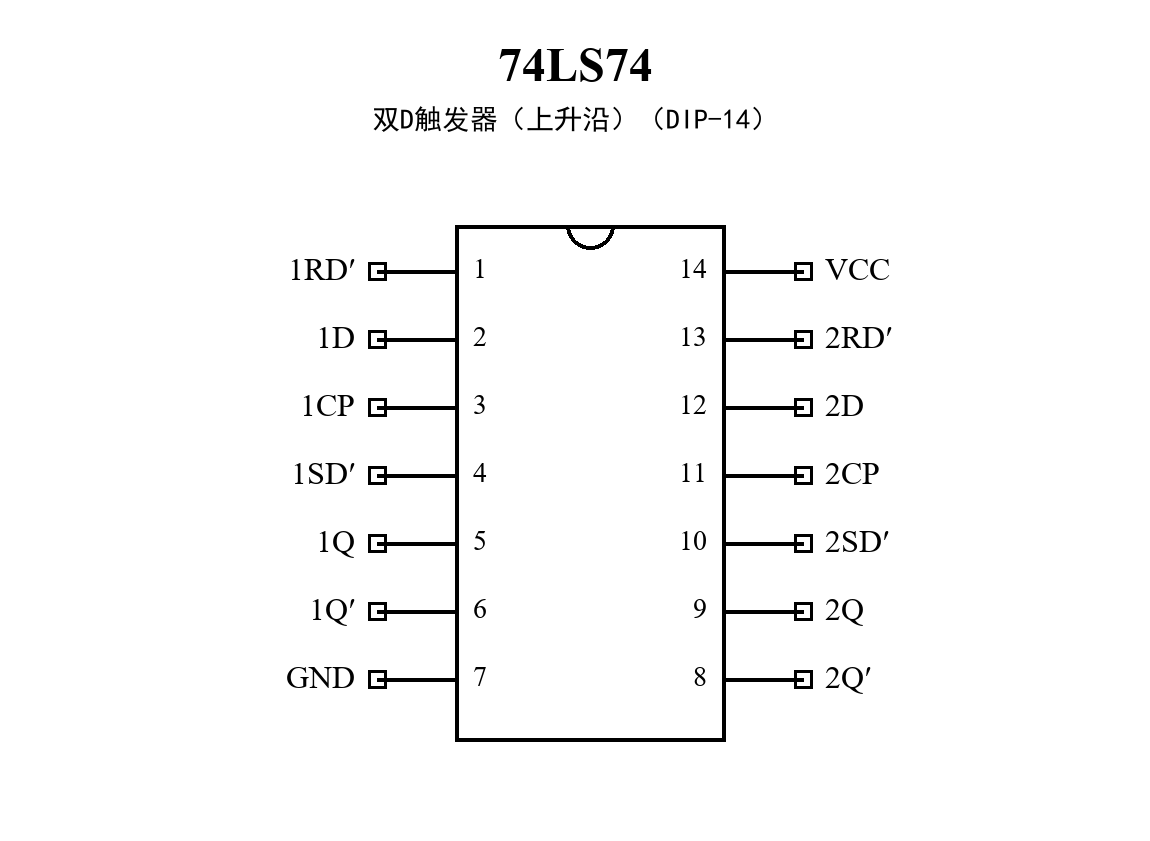 74LS74
双D触发器（上升沿）（DIP-14）
1RD′ 1 14 VCC
1D 2 13 2RD′
1CP 3 12 2D
1SD′ 4 11 2CP
1Q 5 10 2SD′
1Q′ 6 9 2Q
GND 7 8 2Q′